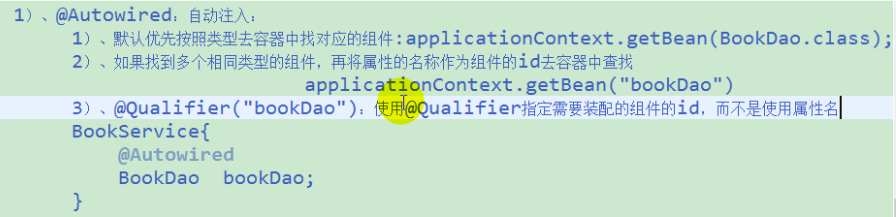 1)、@Autowired：自动注入：
1)、默认优先按照类型去容器中找对应的组件:applicationContext.getBean(BookDao.class);
2)、如果找到多个相同类型的组件，再将属性的名称作为组件的id去容器中查找
applicationContext.getBean("bookDao")
3)、@Qualifier("bookDao")：使用@Qualifier指定需要装配的组件的id，而不是使用属性名
BookService{
@Autowired
BookDao  bookDao;
}